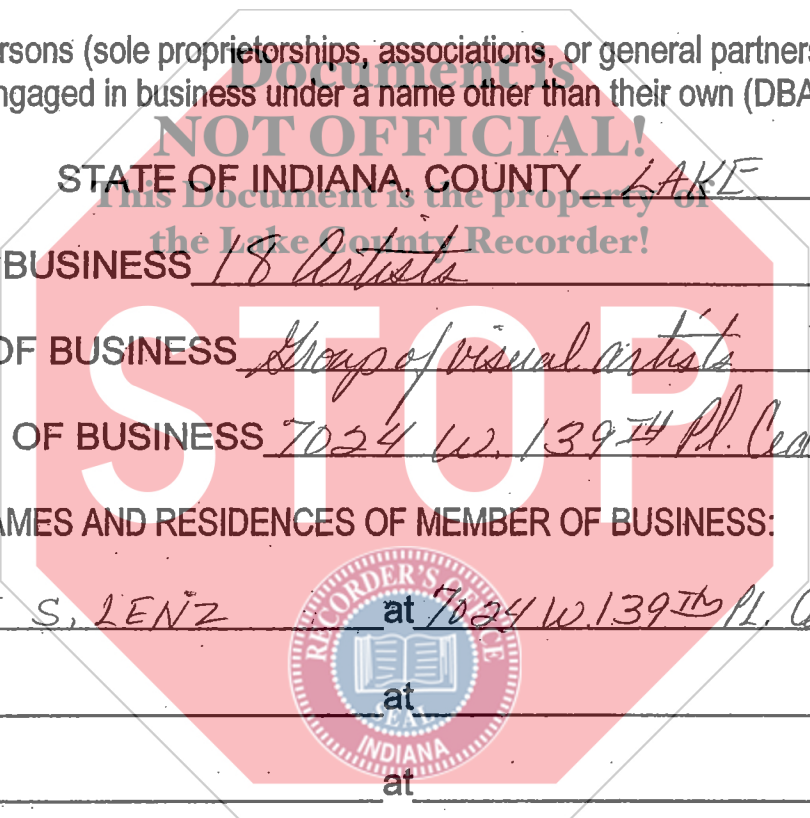 rsons (sole proprietorships, associations, or general partners
ngaged in business under a name other than their own (DBA
Document is
NOT OFFICIAL!
This Document is the property of
the Lake County Recorder!
STATE OF INDIANA, COUNTY LAKE
BUSINESS 18 Artists
OF BUSINESS Group of visual artists
OF BUSINESS 7024 W. 139TH Pl. Ceda
STOP
AMES AND RESIDENCES OF MEMBER OF BUSINESS:
S. LENZ at 7024 W. 139TH PL. C
at
at
RECORDER'S OFFICE
SEAL
INDIANA